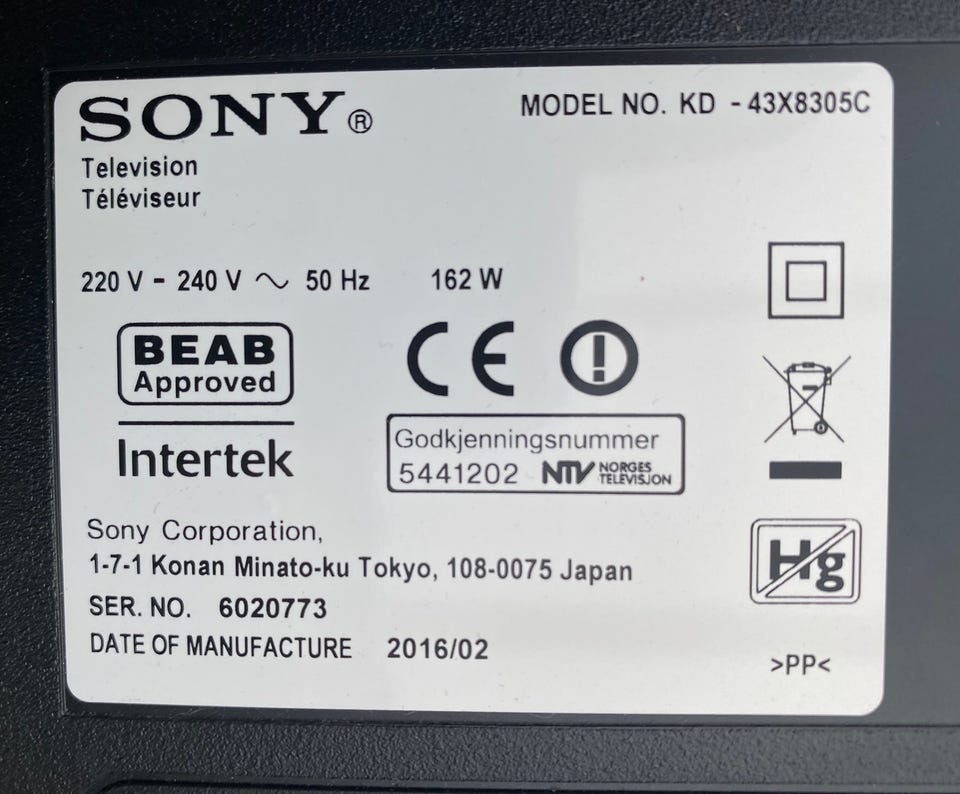 SONY®
MODEL NO. KD - 43X8305C
Television
Téléviseur
220 V - 240 V ~ 50 Hz 162 W
BEAB
Approved
Intertek
CE
Godkjenningsnummer
5441202 NTV NORGES
TELEVISJON
Sony Corporation,
1-7-1 Konan Minato-ku Tokyo, 108-0075 Japan
SER. NO. 6020773
DATE OF MANUFACTURE 2016/02
Hg
>PP<